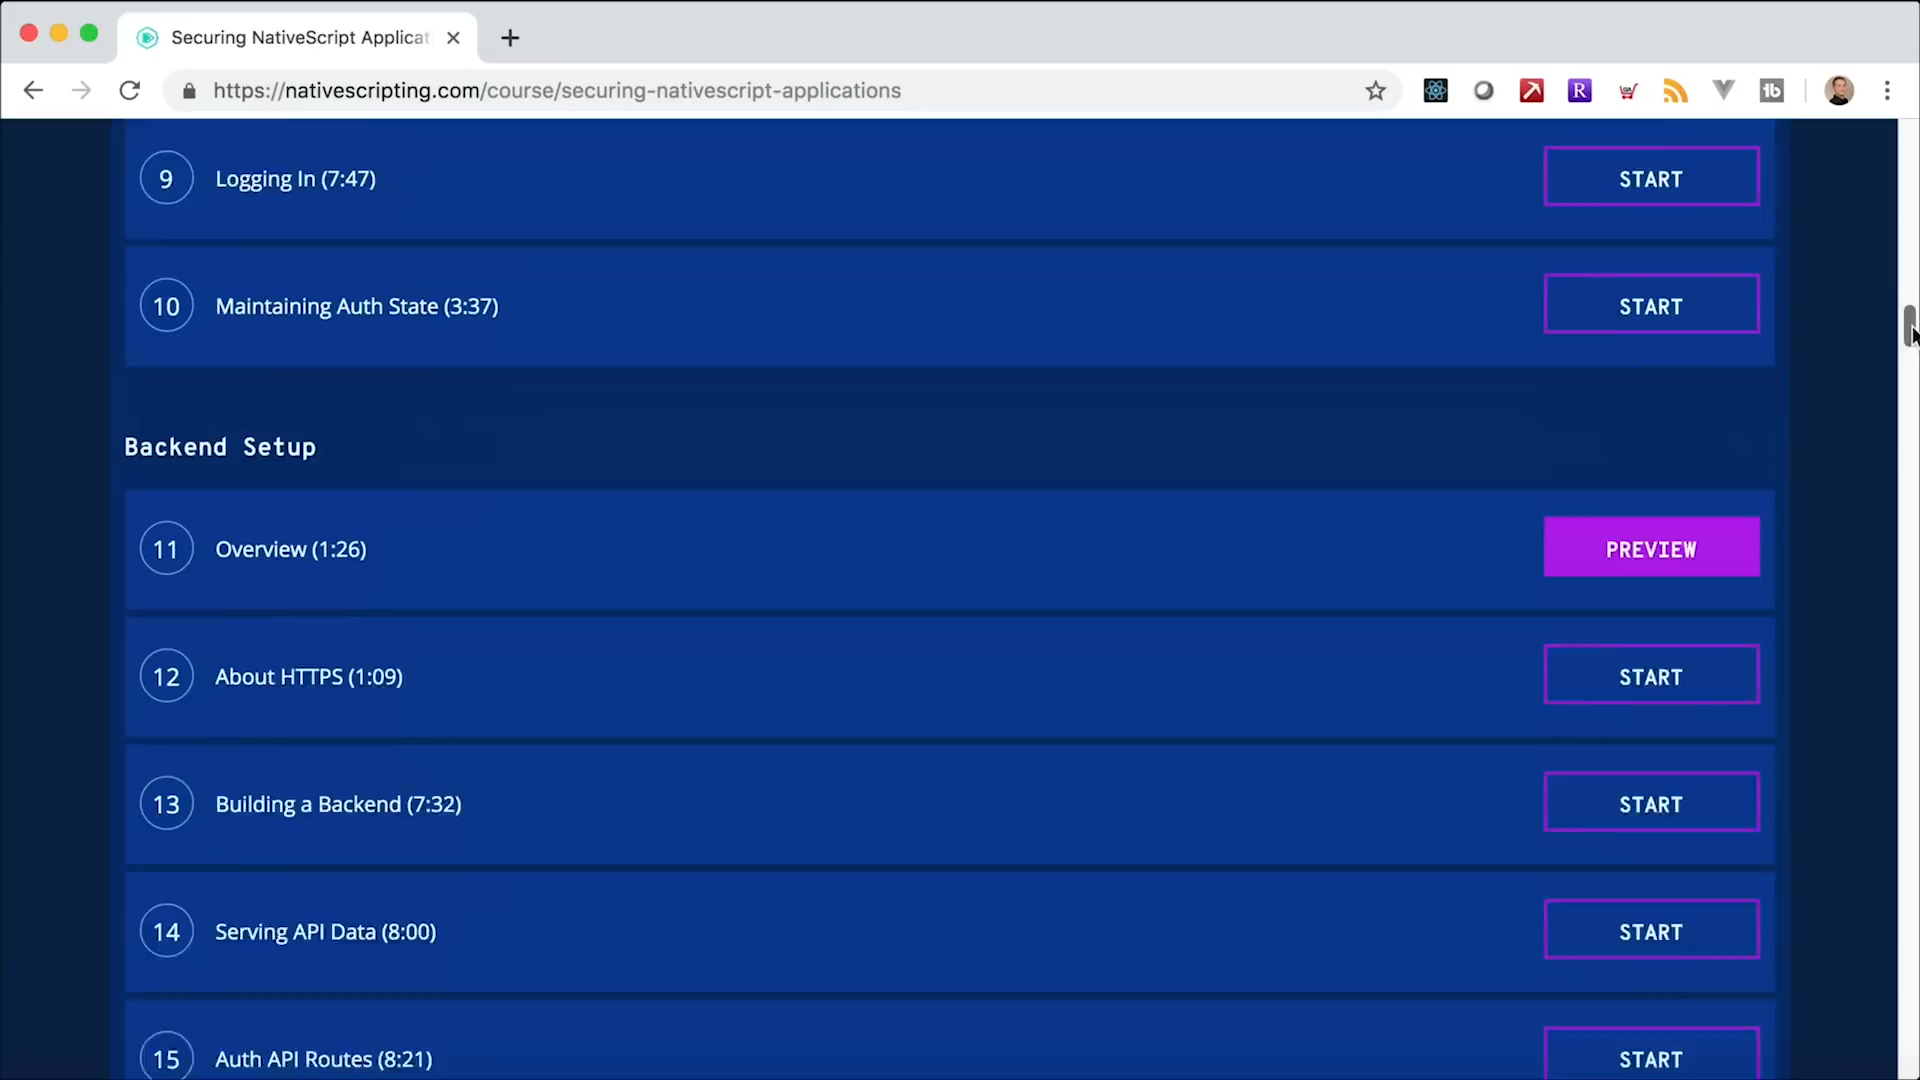 Securing NativeScript Applicat
https://nativescripting.com/course/securing-nativescript-applications
9 Logging In (7:47) START
10 Maintaining Auth State (3:37) START
Backend Setup
11 Overview (1:26) PREVIEW
12 About HTTPS (1:09) START
13 Building a Backend (7:32) START
14 Serving API Data (8:00) START
15 Auth API Routes (8:21) START